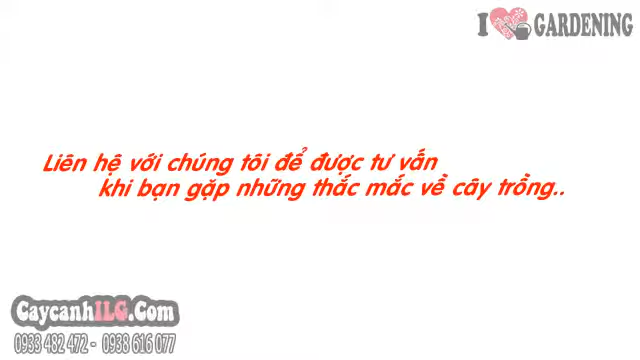 I GARDENING
Liên hệ với chúng tôi để được tư vấn
khi bạn gặp những thắc mắc về cây trồng..
CaycanhILG.Com
0933 482 472 - 0938 616 077